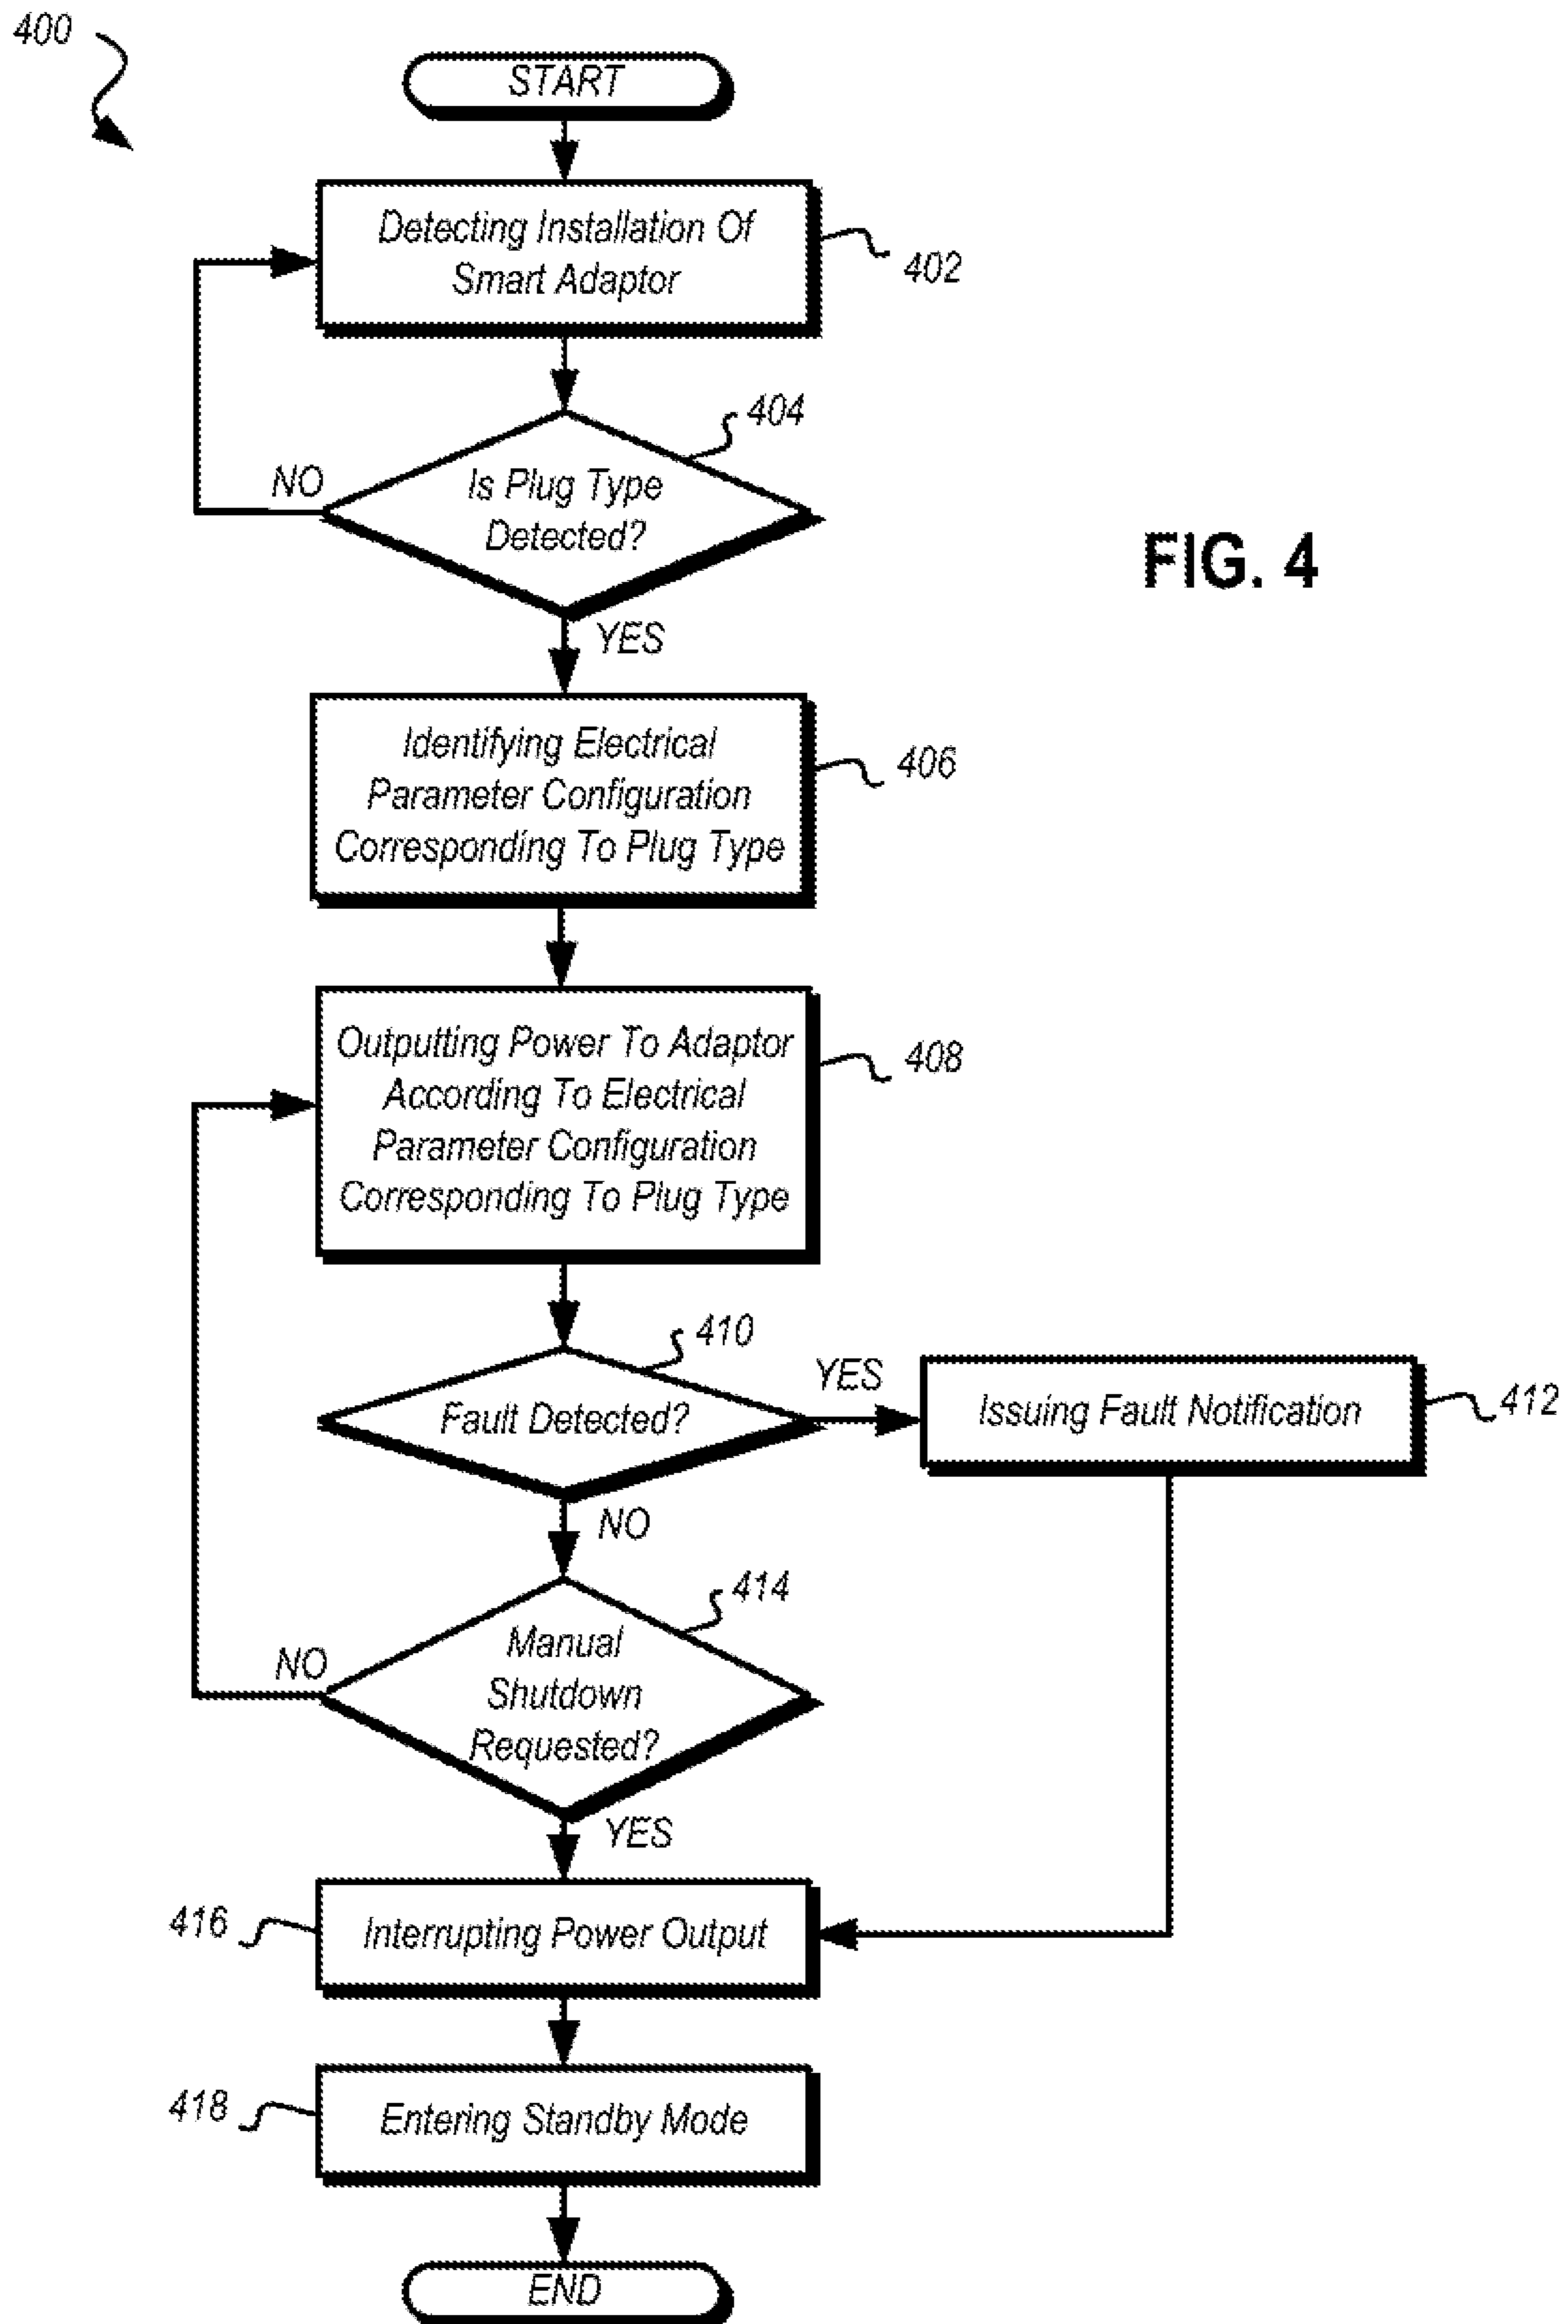 400
START
Detecting Installation Of
Smart Adaptor
402
404
Is Plug Type
Detected?
NO
YES
FIG. 4
Identifying Electrical
Parameter Configuration
Corresponding To Plug Type
406
Outputting Power To Adaptor
According To Electrical
Parameter Configuration
Corresponding To Plug Type
408
410
Fault Detected?
YES
Issuing Fault Notification
412
NO
414
Manual
Shutdown
Requested?
NO
YES
416
Interrupting Power Output
418
Entering Standby Mode
END